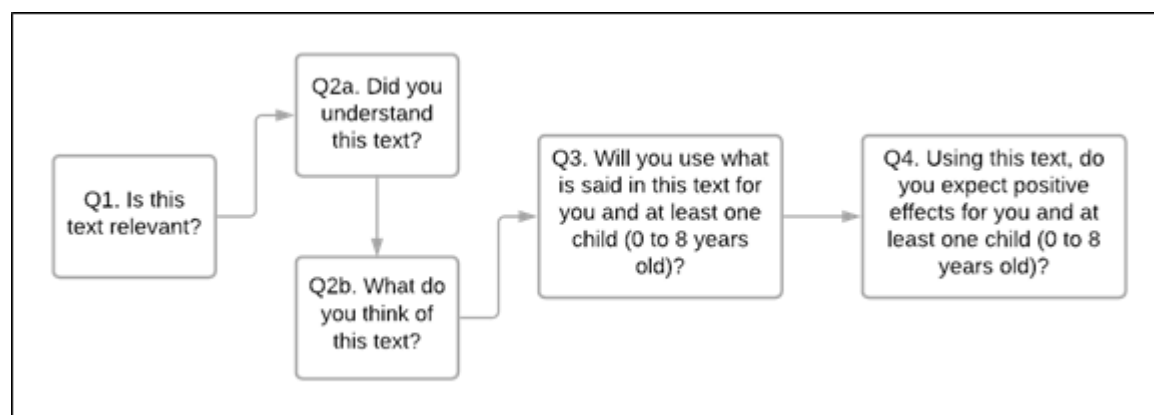 Q1. Is this
text relevant?
Q2a. Did you
understand
this text?
Q2b. What do
you think of
this text?
Q3. Will you use what
is said in this text for
you and at least one
child (0 to 8 years
old)?
Q4. Using this text, do
you expect positive
effects for you and at
least one child (0 to 8
years old)?